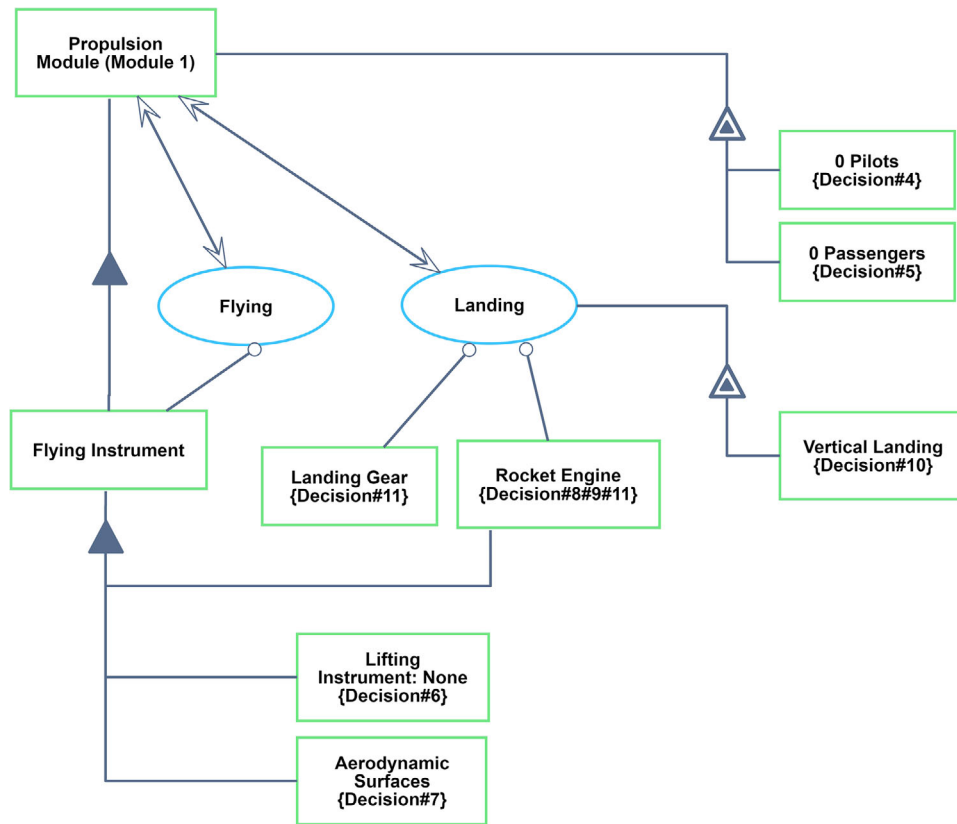 Propulsion
Module (Module 1)
0 Pilots
{Decision#4}
0 Passengers
{Decision#5}
Flying
Landing
Flying Instrument
Landing Gear
{Decision#11}
Rocket Engine
{Decision#8#9#11}
Vertical Landing
{Decision#10}
Lifting
Instrument: None
{Decision#6}
Aerodynamic
Surfaces
{Decision#7}